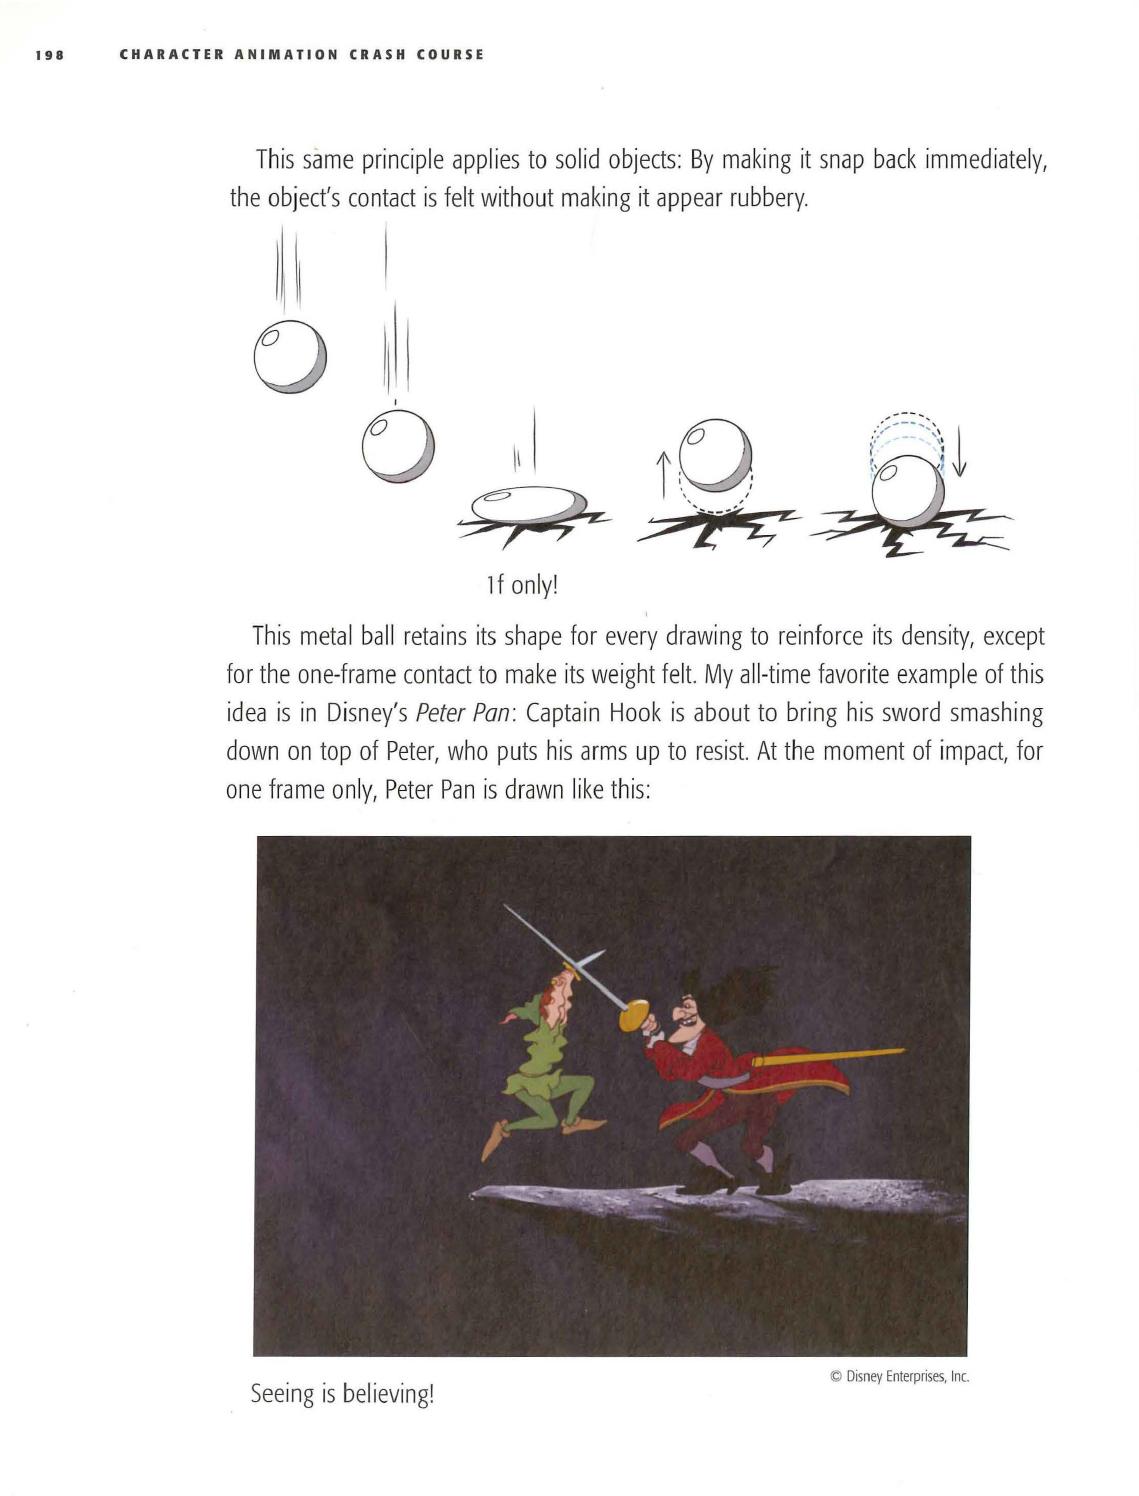 198 CHARACTER ANIMATION CRASH COURSE
This same principle applies to solid objects: By making it snap back immediately,
the object's contact is felt without making it appear rubbery.
1f only!
This metal ball retains its shape for every drawing to reinforce its density, except
for the one-frame contact to make its weight felt. My all-time favorite example of this
idea is in Disney's Peter Pan: Captain Hook is about to bring his sword smashing
down on top of Peter, who puts his arms up to resist. At the moment of impact, for
one frame only, Peter Pan is drawn like this:
© Disney Enterprises, Inc.
Seeing is believing!